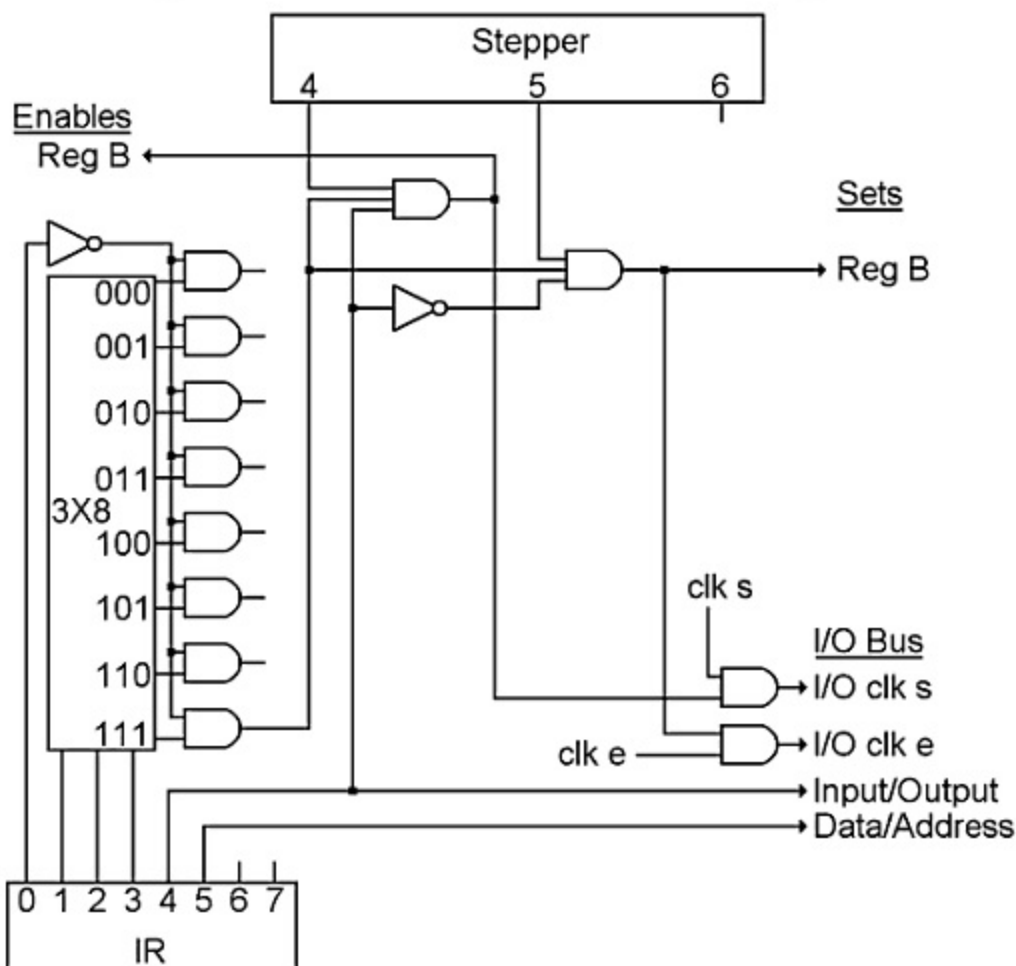 Stepper
4 5 6
Enables
Reg B
Sets
Reg B
000
001
010
011
3X8
100
101
110
111
clk s
I/O Bus
I/O clk s
clk e
I/O clk e
Input/Output
Data/Address
0 1 2 3 4 5 6 7
IR